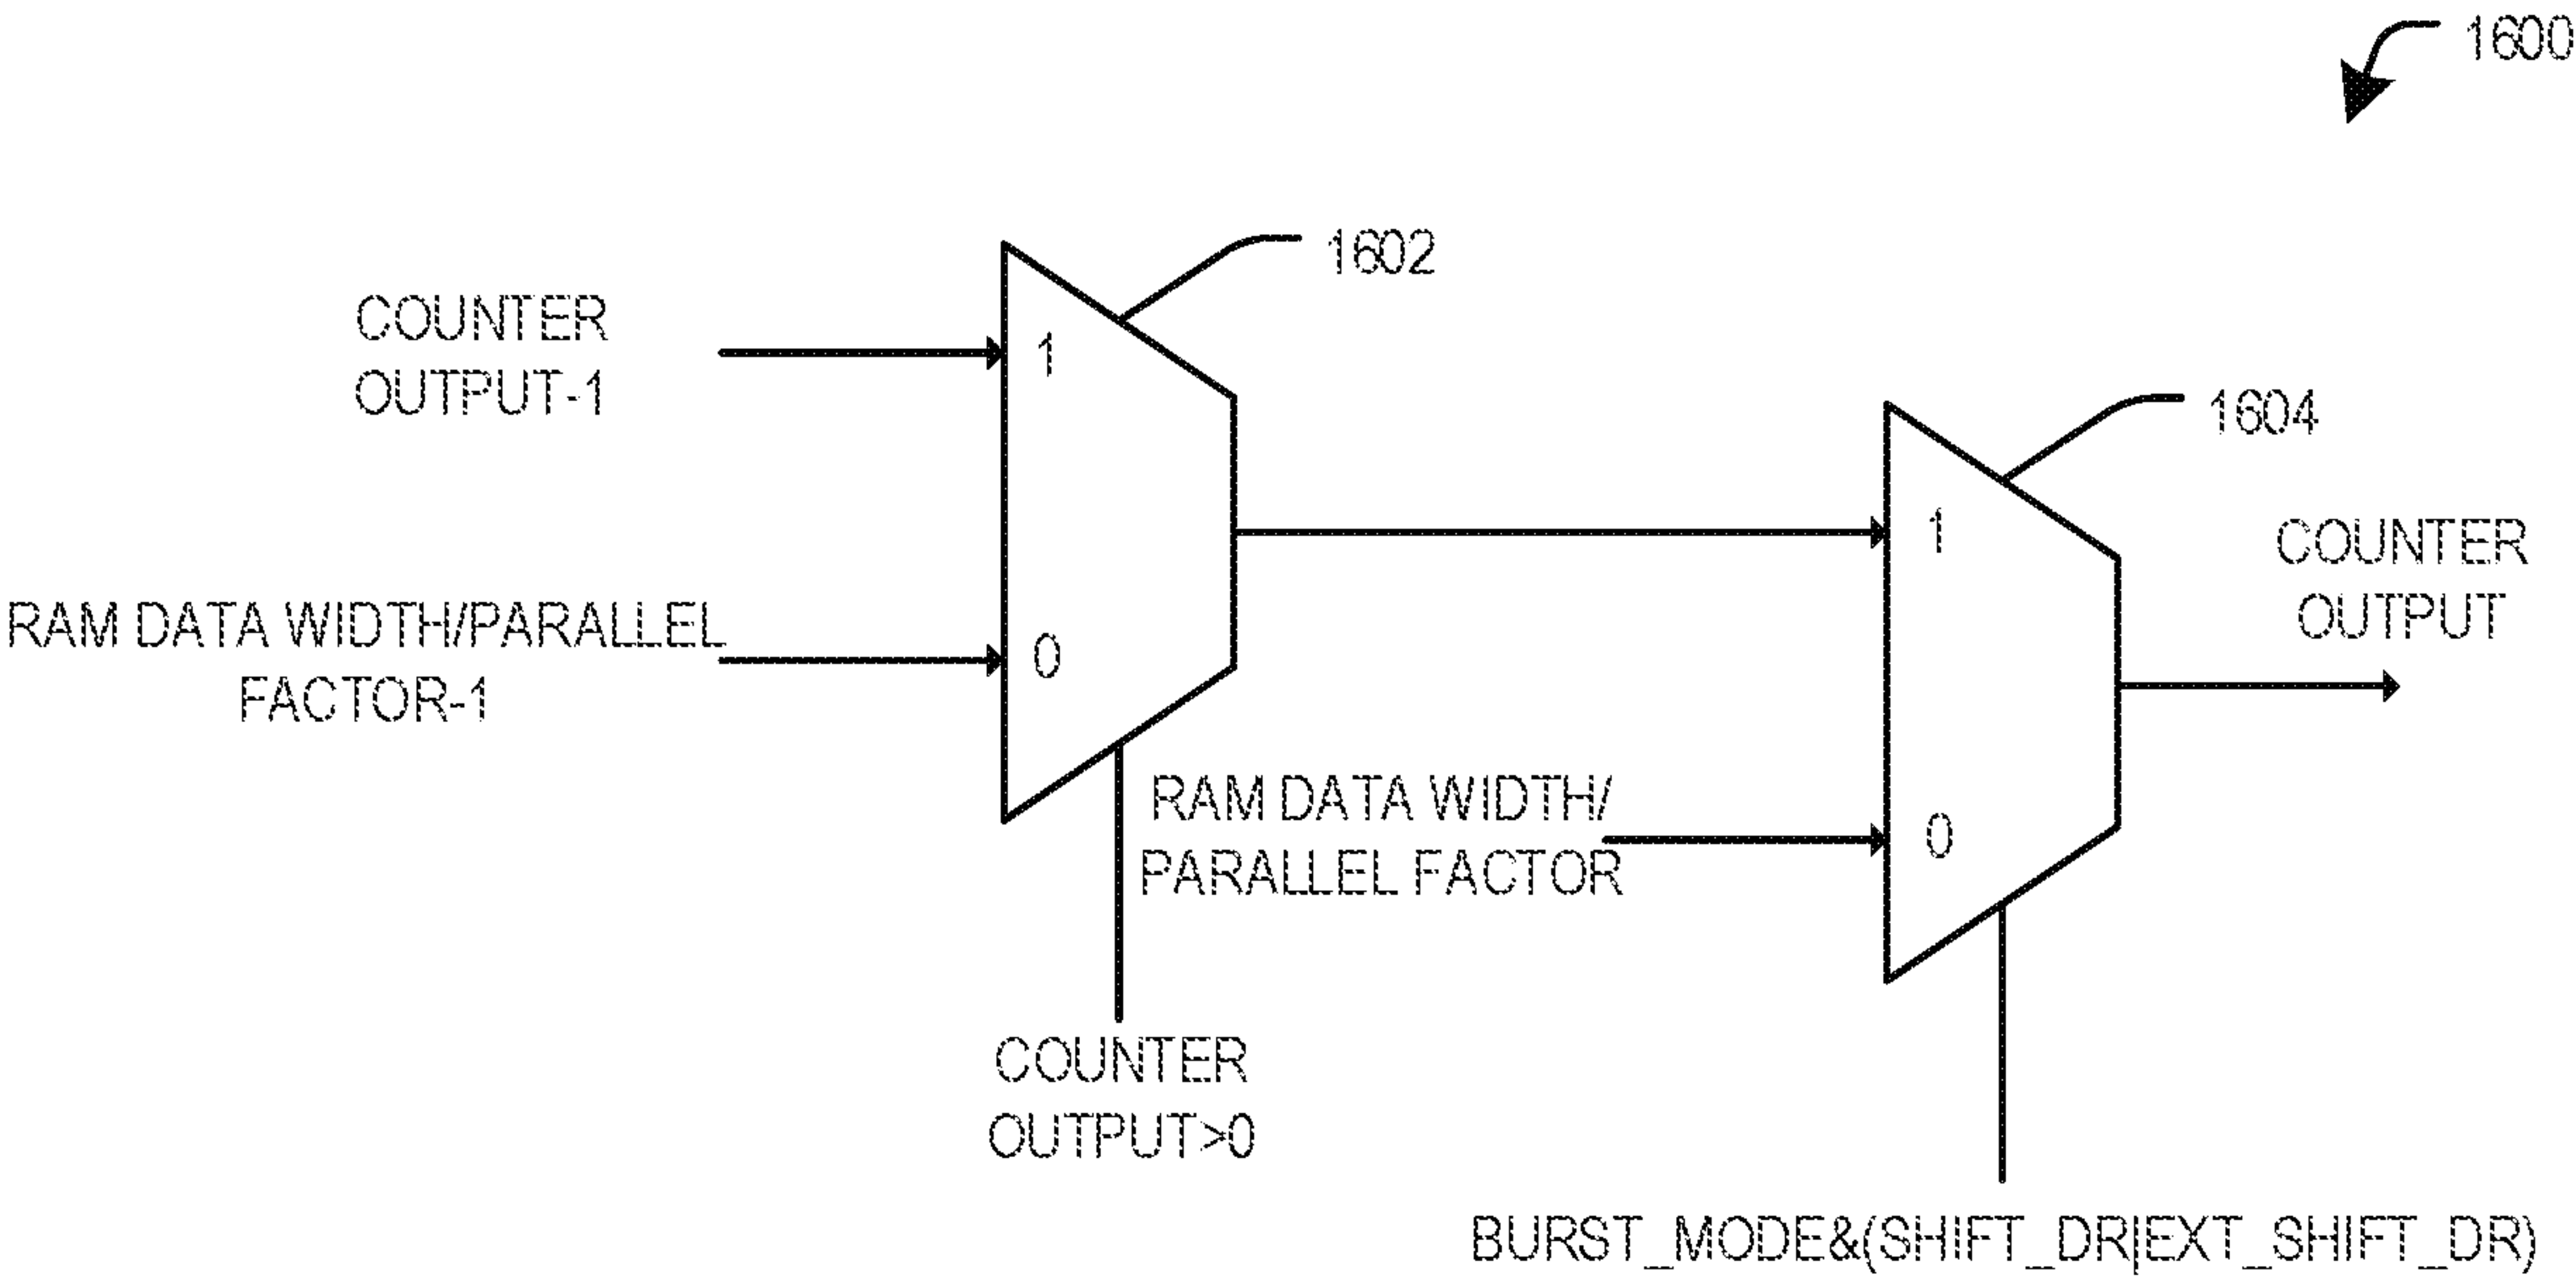 1600
1602
COUNTER
OUTPUT-1
1
1604
1
COUNTER
OUTPUT
RAM DATA WIDTH/PARALLEL
FACTOR-1
0
RAM DATA WIDTH/
PARALLEL FACTOR
0
COUNTER
OUTPUT>0
BURST_MODE&(SHIFT_DR|EXT_SHIFT_DR)